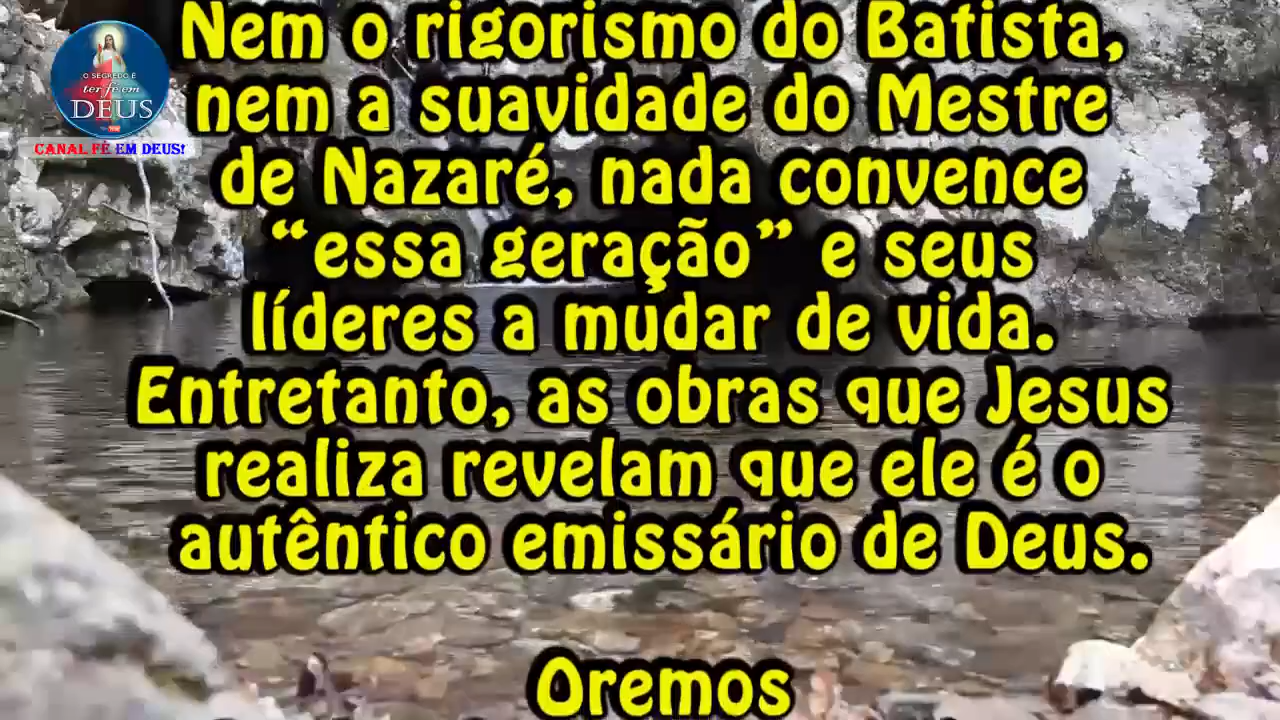 Nem o rigorismo do Batista,
nem a suavidade do Mestre
de Nazaré, nada convence
“essa geração” e seus
líderes a mudar de vida.
Entretanto, as obras que Jesus
realiza revelam que ele é o
autêntico emissário de Deus.
Oremos
O SEGREDO É
ter fé em
DEUS
CANAL FÉ EM DEUS!